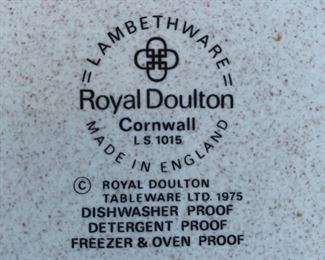 = LAMBETHWARE =
Royal Doulton
Cornwall
L.S. 1015
MADE IN ENGLAND
© ROYAL DOULTON
TABLEWARE LTD. 1975
DISHWASHER PROOF
DETERGENT PROOF
FREEZER & OVEN PROOF